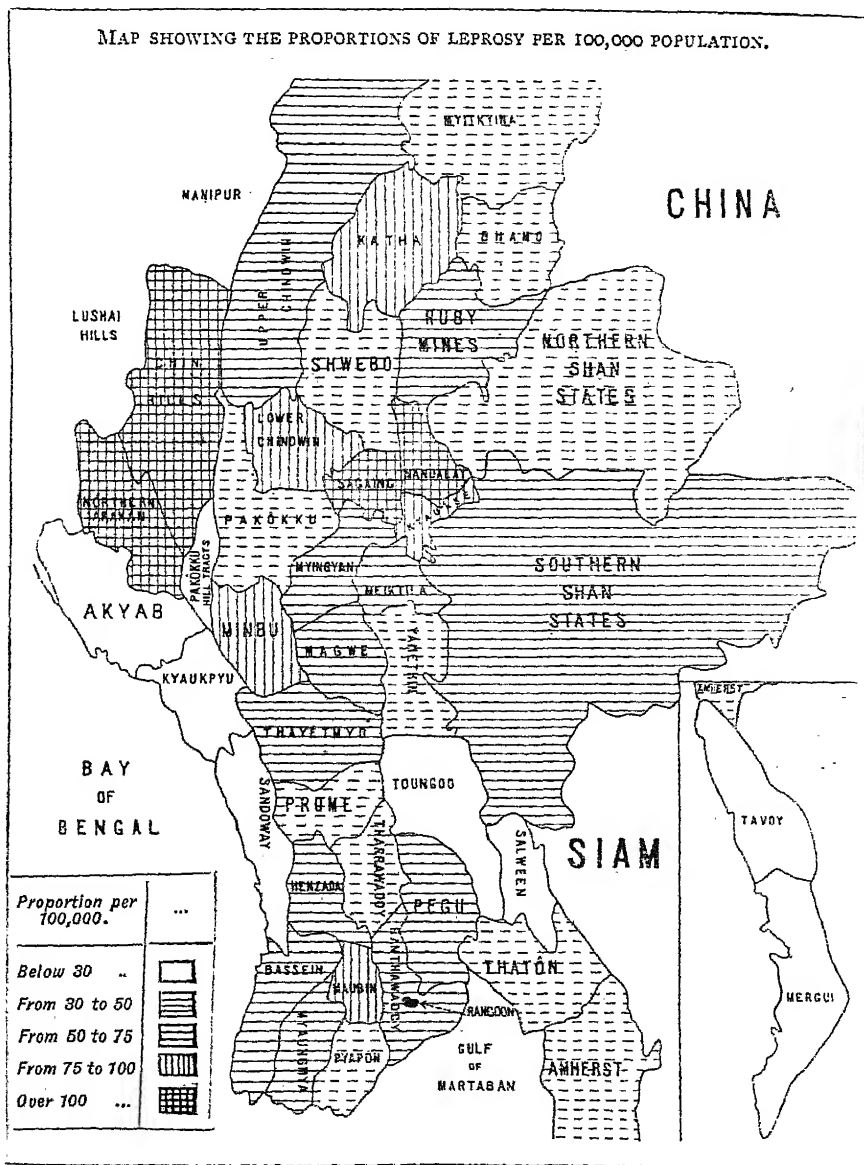 MAP SHOWING THE PROPORTIONS OF LEPROSY PER 100,000 POPULATION.
MYITKYINA
MANIPUR
CHINA
KATHA
BHAMO
UPPER
CHINDWIN
LUSHAI
HILLS
RUBY
MINES
SHWEBO
NORTHERN
SHAN
STATES
CHIN
HILLS
LOWER
CHINDWIN
MANDALAY
SAGAING
KYAUKSE
NORTHERN
ARAKAN
PAKÔKKU
PAKÔKKU
HILL TRACTS
MYINGYAN
MEIKTILA
SOUTHERN
SHAN
STATES
AKYAB
MINBU
MAGWE
YAMETHIN
KYAUKPYU
AMHERST
THAYETMYO
BAY
OF
BENGAL
SANDOWAY
PROME
TOUNGOO
TAVOY
SALWEEN
SIAM
THARRAWADDY
HENZADA
PEGU
HANTHAWADDY
THATÔN
BASSEIN
MAUBIN
RANGOON
MERGUI
MYAUNGMYA
PYAPON
GULF
OF
MARTABAN
AMHERST
Proportion per
100,000. ...
Below 30 ..
From 30 to 50
From 50 to 75
From 75 to 100
Over 100 ...